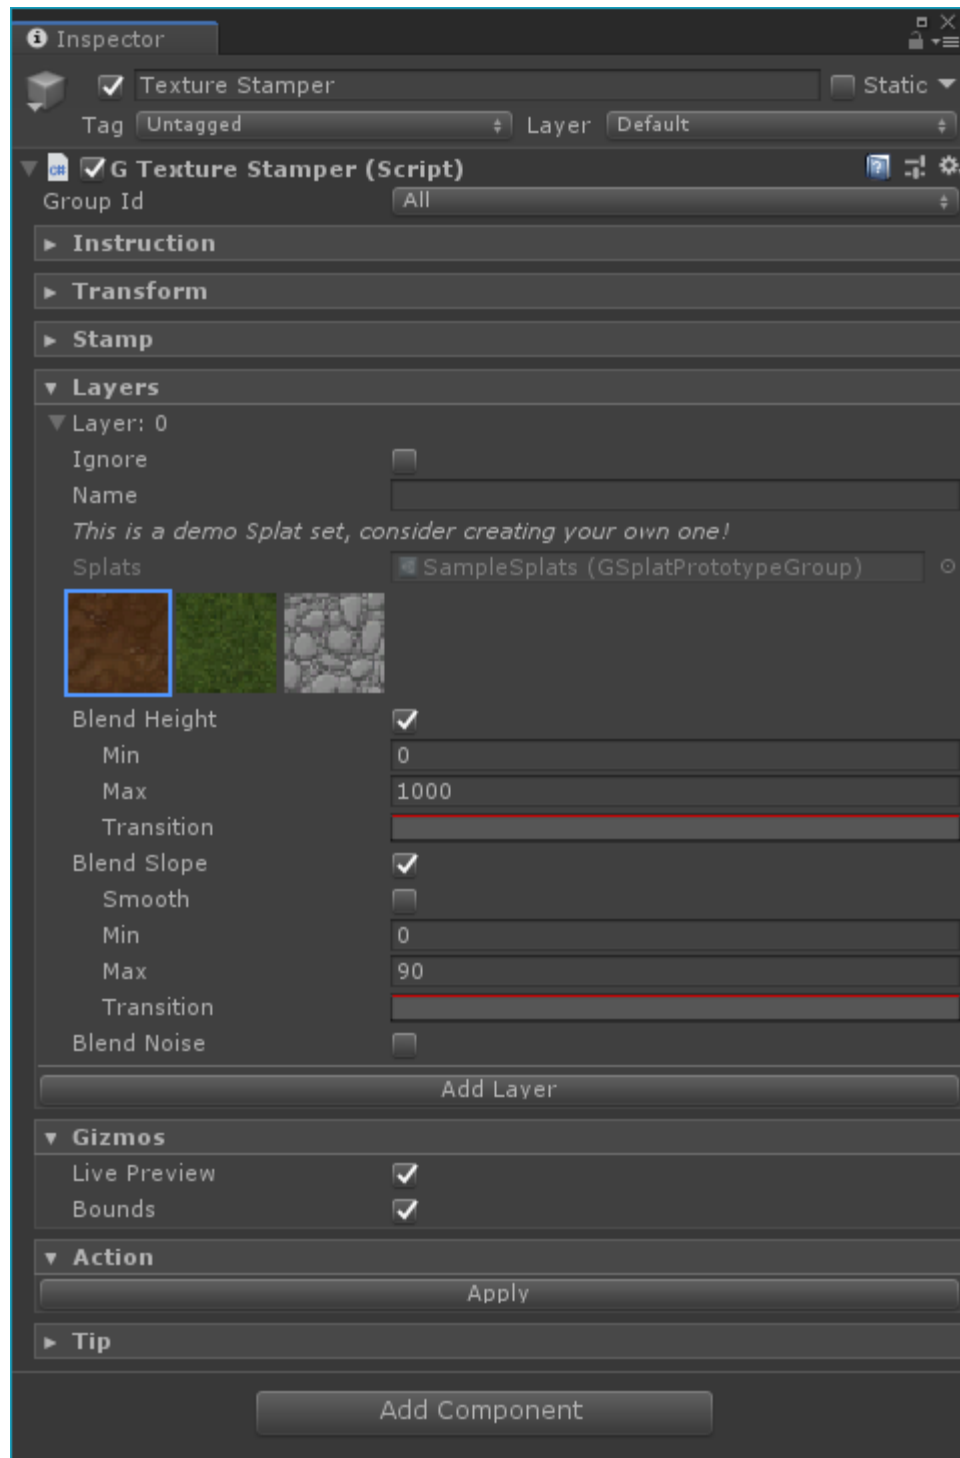 Inspector
Texture Stamper Static
Tag Untagged Layer Default
G Texture Stamper (Script)
Group Id All
Instruction
Transform
Stamp
Layers
Layer: 0
Ignore
Name
This is a demo Splat set, consider creating your own one!
Splats SampleSplats (GSplatPrototypeGroup)
Blend Height
Min 0
Max 1000
Transition
Blend Slope
Smooth
Min 0
Max 90
Transition
Blend Noise
Add Layer
Gizmos
Live Preview
Bounds
Action
Apply
Tip
Add Component